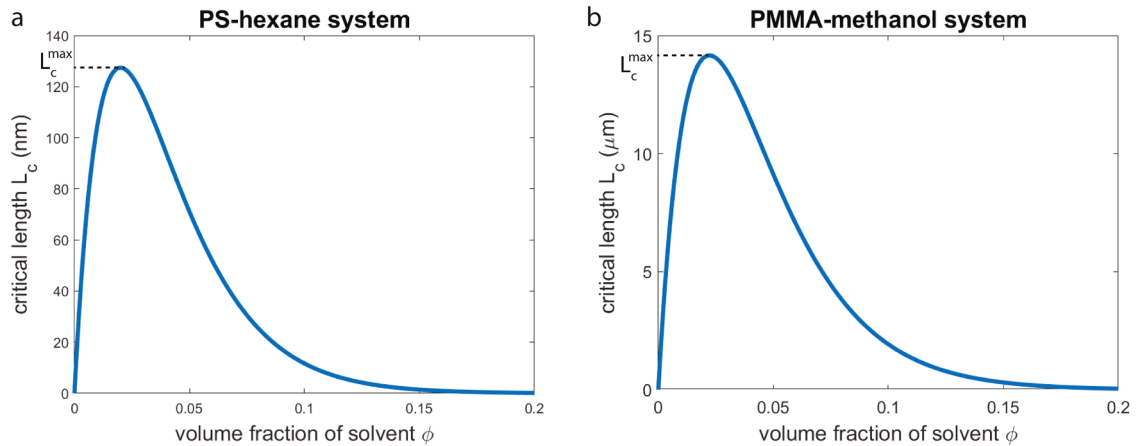 a
PS-hexane system
140
L_c^max
120
100
80
60
40
20
0
critical length L_c (nm)
0 0.05 0.1 0.15 0.2
volume fraction of solvent ϕ
b
PMMA-methanol system
15
L_c^max
10
5
0
critical length L_c (μm)
0 0.05 0.1 0.15 0.2
volume fraction of solvent ϕ